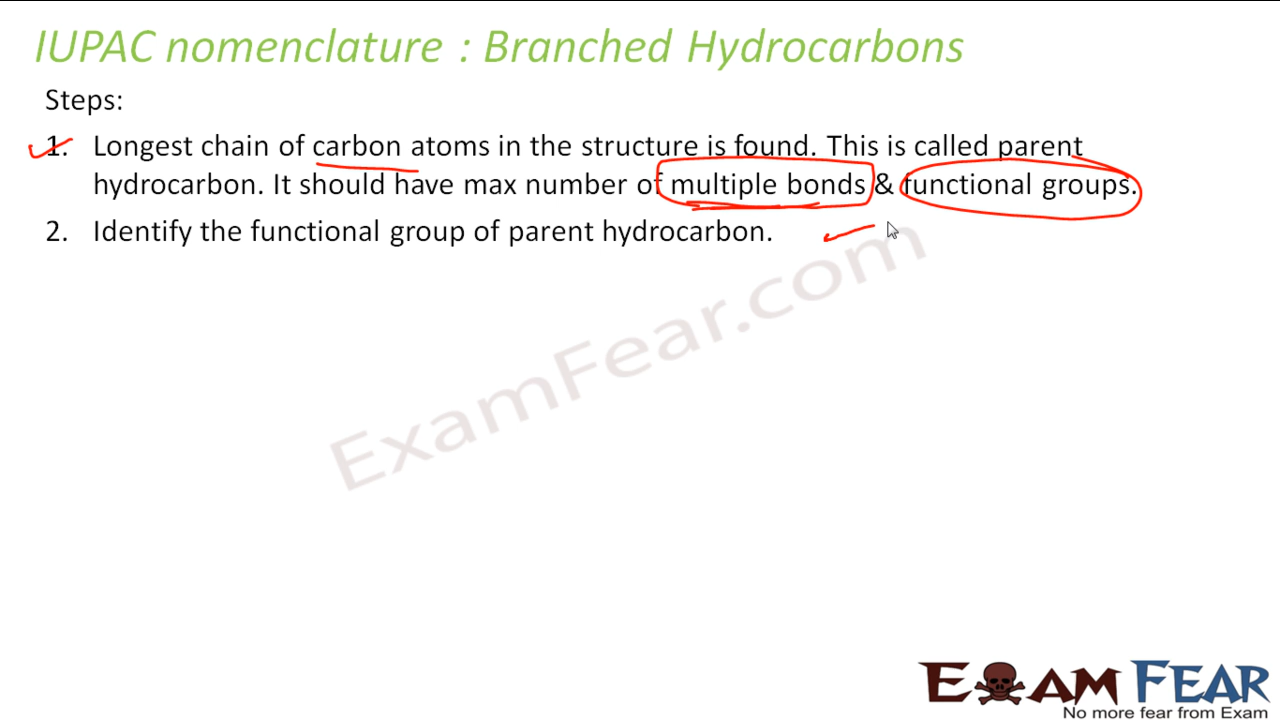 IUPAC nomenclature : Branched Hydrocarbons
Steps:
1. Longest chain of carbon atoms in the structure is found. This is called parent
hydrocarbon. It should have max number of multiple bonds & functional groups.
2. Identify the functional group of parent hydrocarbon.
ExamFear.com
EXAM FEAR
No more fear from Exam